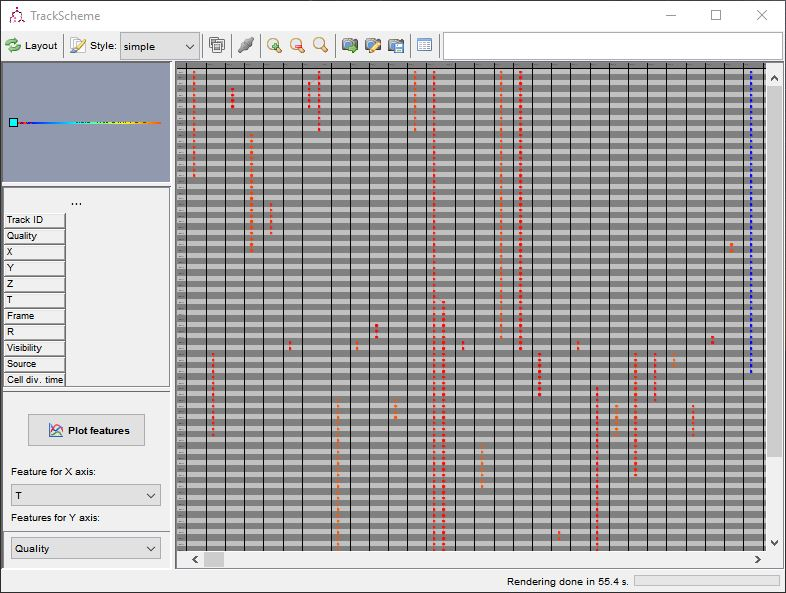 TrackScheme
Layout
Style:
simple
...
Track ID
Quality
X
Y
Z
T
Frame
R
Visibility
Source
Cell div. time
Plot features
Feature for X axis:
T
Features for Y axis:
Quality
Rendering done in 55.4 s.